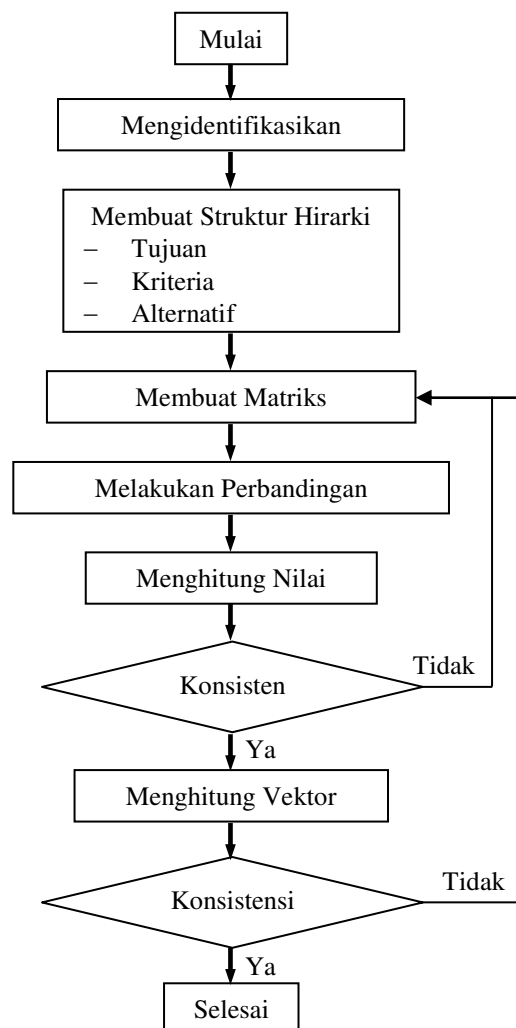 Mulai
Mengidentifikasikan
Membuat Struktur Hirarki
– Tujuan
– Kriteria
– Alternatif
Membuat Matriks
Melakukan Perbandingan
Menghitung Nilai
Konsisten
Tidak
Ya
Menghitung Vektor
Konsistensi
Tidak
Ya
Selesai